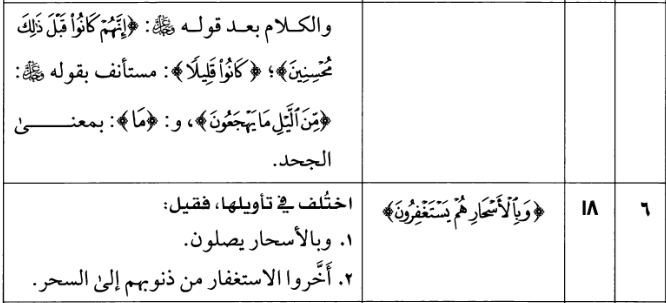 والكلام بعد قوله ﷻ: ﴿إِنَّهُمْ كَانُواْ قَبْلَ ذَٰلِكَ
مُحْسِنِينَ﴾؛ ﴿كَانُواْ قَلِيلًا﴾: مستأنف بقوله ﷻ:
﴿مِّنَ ٱلَّيْلِ مَا يَهْجَعُونَ﴾، و: ﴿مَا﴾: بمعنىٰ
الجحد.
٦ ١٨ ﴿وَبِٱلْأَسْحَارِ هُمْ يَسْتَغْفِرُونَ﴾ اختُلف في تأويلها، فقيل:
١. وبالأسحار يصلون.
٢. أَخَّروا الاستغفار من ذنوبهم إلىٰ السحر.